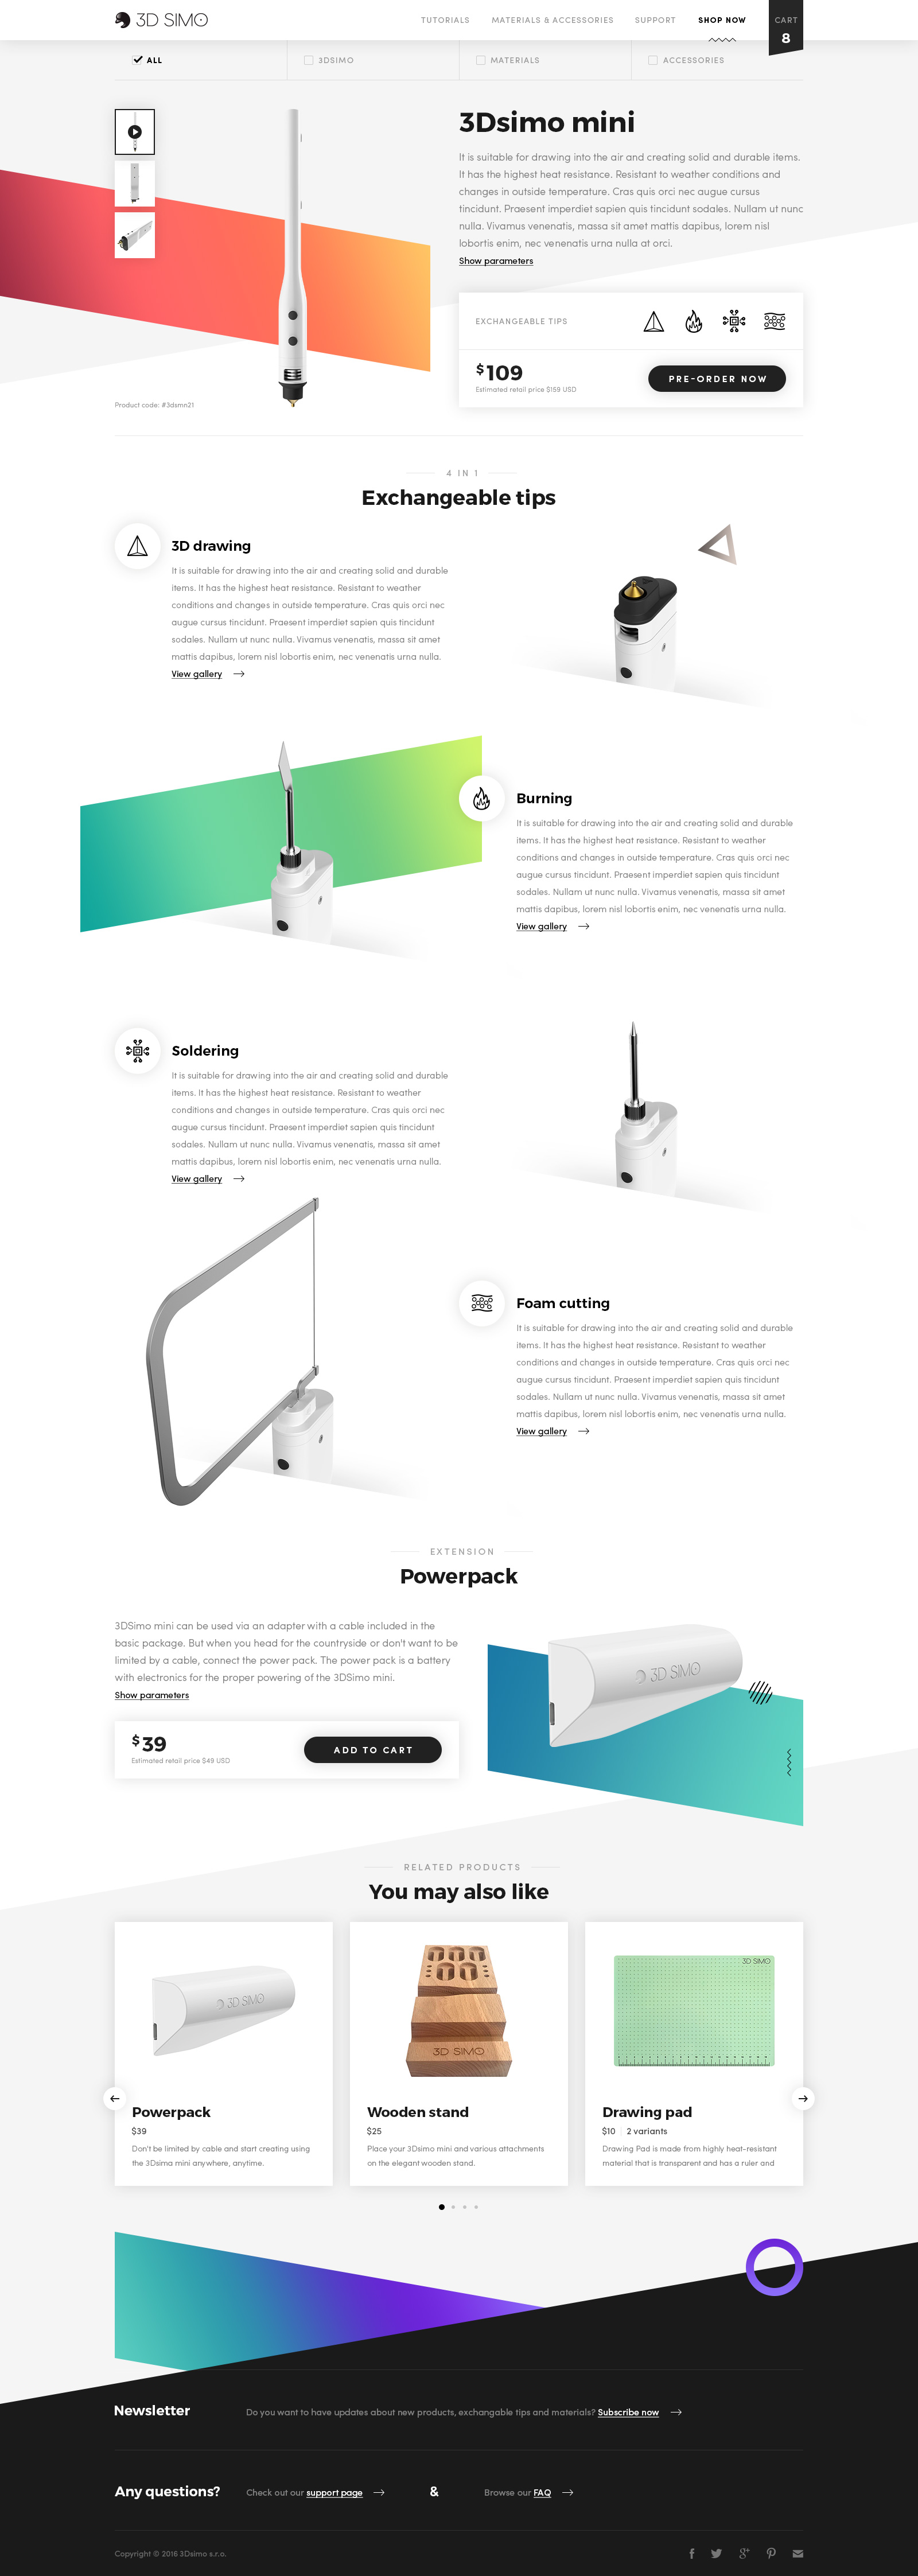 3D SIMO
TUTORIALS MATERIALS & ACCESSORIES SUPPORT SHOP NOW CART
8
ALL 3DSIMO MATERIALS ACCESSORIES
3Dsimo mini
It is suitable for drawing into the air and creating solid and durable items.
It has the highest heat resistance. Resistant to weather conditions and
changes in outside temperature. Cras quis orci nec augue cursus
tincidunt. Praesent imperdiet sapien quis tincidunt sodales. Nullam ut nunc
nulla. Vivamus venenatis, massa sit amet mattis dapibus, lorem nisl
lobortis enim, nec venenatis urna nulla at orci.
Show parameters
EXCHANGEABLE TIPS
$109
Estimated retail price $159 USD
PRE-ORDER NOW
Product code: #3dsmn21
4 IN 1
Exchangeable tips
3D drawing
It is suitable for drawing into the air and creating solid and durable
items. It has the highest heat resistance. Resistant to weather
conditions and changes in outside temperature. Cras quis orci nec
augue cursus tincidunt. Praesent imperdiet sapien quis tincidunt
sodales. Nullam ut nunc nulla. Vivamus venenatis, massa sit amet
mattis dapibus, lorem nisl lobortis enim, nec venenatis urna nulla.
View gallery
Burning
It is suitable for drawing into the air and creating solid and durable
items. It has the highest heat resistance. Resistant to weather
conditions and changes in outside temperature. Cras quis orci nec
augue cursus tincidunt. Praesent imperdiet sapien quis tincidunt
sodales. Nullam ut nunc nulla. Vivamus venenatis, massa sit amet
mattis dapibus, lorem nisl lobortis enim, nec venenatis urna nulla.
View gallery
Soldering
It is suitable for drawing into the air and creating solid and durable
items. It has the highest heat resistance. Resistant to weather
conditions and changes in outside temperature. Cras quis orci nec
augue cursus tincidunt. Praesent imperdiet sapien quis tincidunt
sodales. Nullam ut nunc nulla. Vivamus venenatis, massa sit amet
mattis dapibus, lorem nisl lobortis enim, nec venenatis urna nulla.
View gallery
Foam cutting
It is suitable for drawing into the air and creating solid and durable
items. It has the highest heat resistance. Resistant to weather
conditions and changes in outside temperature. Cras quis orci nec
augue cursus tincidunt. Praesent imperdiet sapien quis tincidunt
sodales. Nullam ut nunc nulla. Vivamus venenatis, massa sit amet
mattis dapibus, lorem nisl lobortis enim, nec venenatis urna nulla.
View gallery
EXTENSION
Powerpack
3DSimo mini can be used via an adapter with a cable included in the
basic package. But when you head for the countryside or don't want to be
limited by a cable, connect the power pack. The power pack is a battery
with electronics for the proper powering of the 3DSimo mini.
Show parameters
$39
Estimated retail price $49 USD
ADD TO CART
3D SIMO
RELATED PRODUCTS
You may also like
3D SIMO
Powerpack
$39
Don't be limited by cable and start creating using
the 3Dsima mini anywhere, anytime.
3D SIMO
Wooden stand
$25
Place your 3Dsimo mini and various attachments
on the elegant wooden stand.
3D SIMO
Drawing pad
$10 2 variants
Drawing Pad is made from highly heat-resistant
material that is transparent and has a ruler and
Newsletter
Do you want to have updates about new products, exchangable tips and materials? Subscribe now
Any questions?
Check our our support page
&
Browse our FAQ
Copyright © 2016 3Dsimo s.r.o.